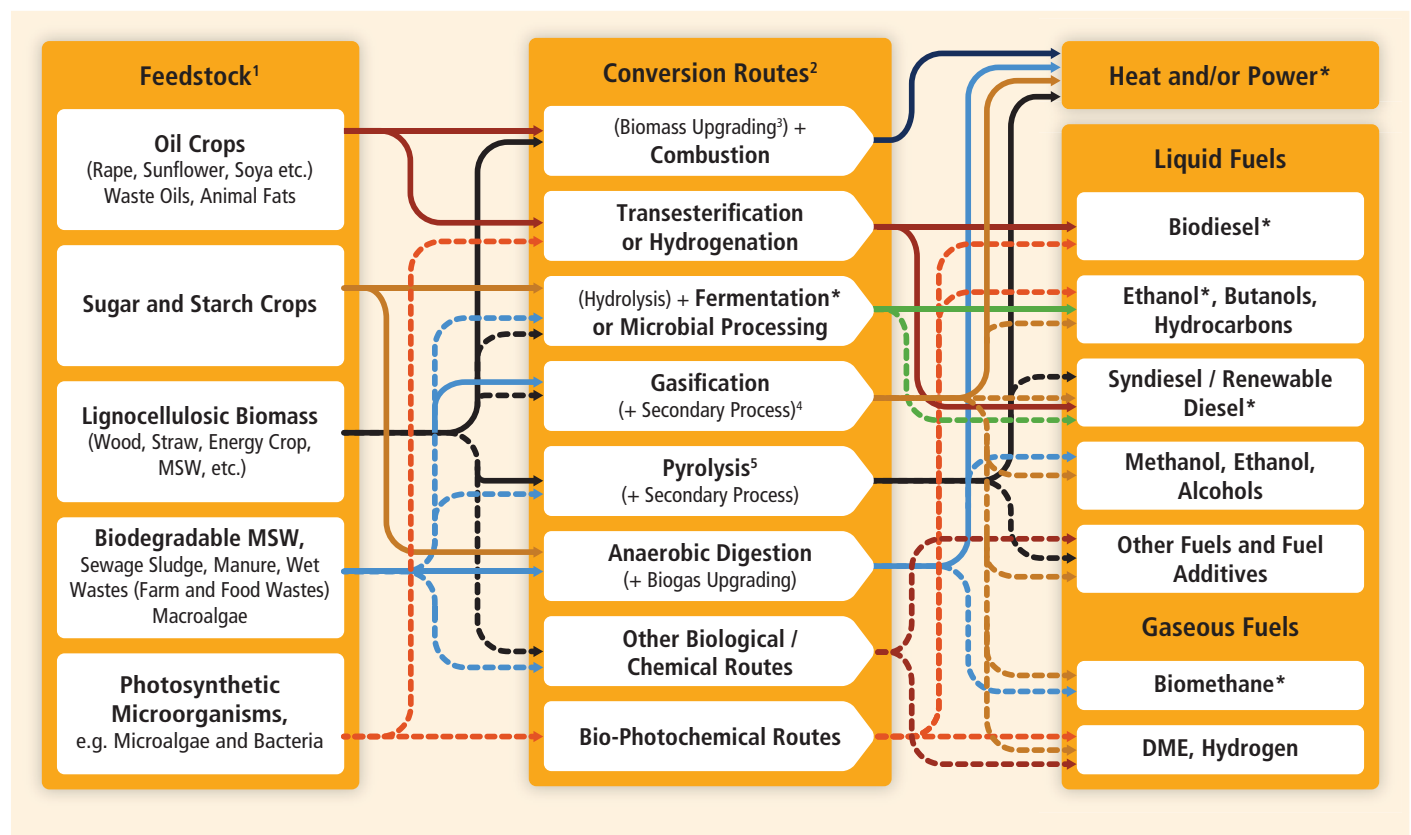 Feedstock¹
Oil Crops
(Rape, Sunflower, Soya etc.)
Waste Oils, Animal Fats
Sugar and Starch Crops
Lignocellulosic Biomass
(Wood, Straw, Energy Crop,
MSW, etc.)
Biodegradable MSW,
Sewage Sludge, Manure, Wet
Wastes (Farm and Food Wastes)
Macroalgae
Photosynthetic
Microorganisms,
e.g. Microalgae and Bacteria
Conversion Routes²
(Biomass Upgrading³) +
Combustion
Transesterification
or Hydrogenation
(Hydrolysis) + Fermentation*
or Microbial Processing
Gasification
(+ Secondary Process)⁴
Pyrolysis⁵
(+ Secondary Process)
Anaerobic Digestion
(+ Biogas Upgrading)
Other Biological /
Chemical Routes
Bio-Photochemical Routes
Heat and/or Power*
Liquid Fuels
Biodiesel*
Ethanol*, Butanols,
Hydrocarbons
Syndiesel / Renewable
Diesel*
Methanol, Ethanol,
Alcohols
Other Fuels and Fuel
Additives
Gaseous Fuels
Biomethane*
DME, Hydrogen